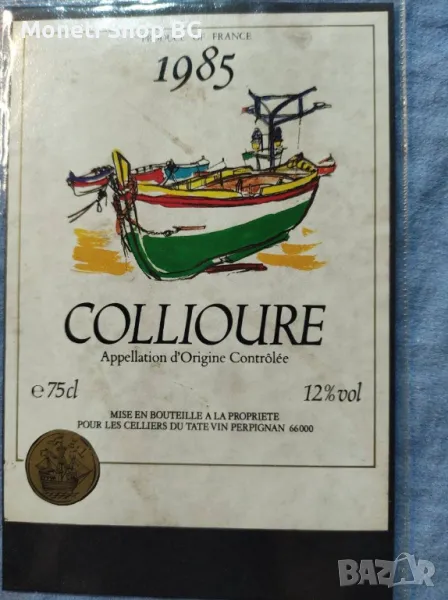 Monetr Shop BG
FRANCE
1985
COLLIOURE
Appellation d'Origine Contrôlée
e 75cl
12% vol
MISE EN BOUTEILLE A LA PROPRIETE
POUR LES CELLIERS DU TATE VIN PERPIGNAN 66000
BAZAR